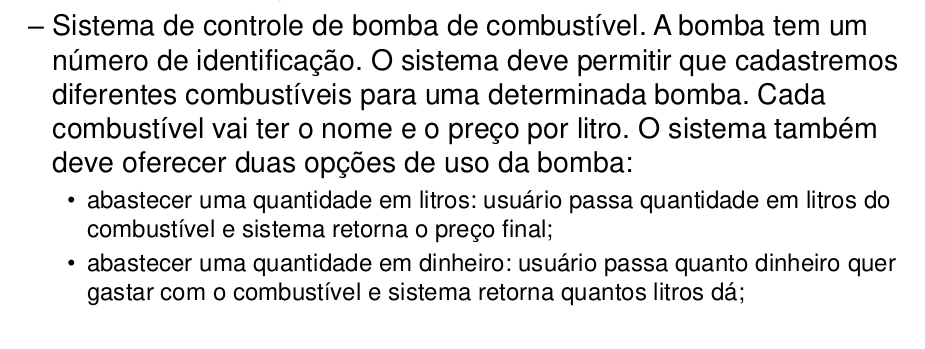 – Sistema de controle de bomba de combustível. A bomba tem um
número de identificação. O sistema deve permitir que cadastremos
diferentes combustíveis para uma determinada bomba. Cada
combustível vai ter o nome e o preço por litro. O sistema também
deve oferecer duas opções de uso da bomba:
• abastecer uma quantidade em litros: usuário passa quantidade em litros do
combustível e sistema retorna o preço final;
• abastecer uma quantidade em dinheiro: usuário passa quanto dinheiro quer
gastar com o combustível e sistema retorna quantos litros dá;